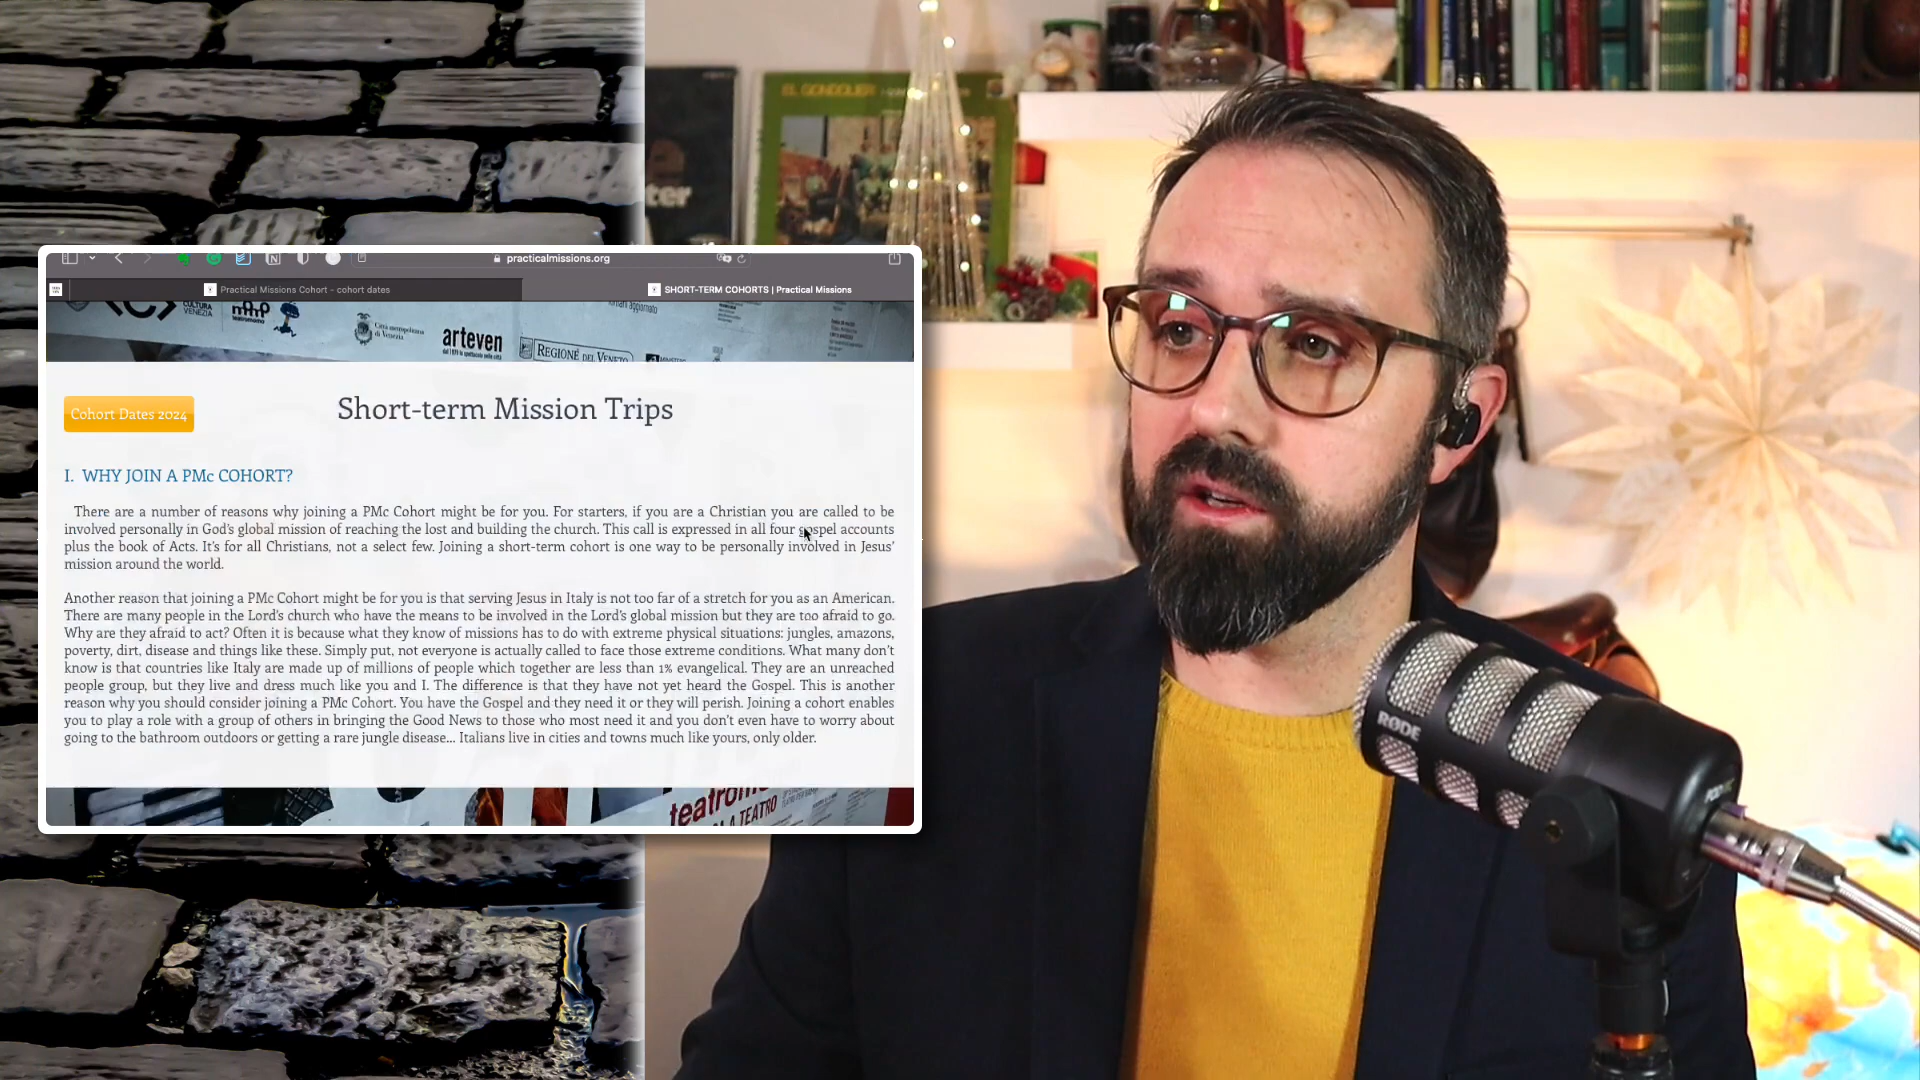 EL GONDOLIER
ter
practicalmissions.org
Practical Missions Cohort - cohort dates
SHORT-TERM COHORTS | Practical Missions
CULTURA
VENEZIA
Città metropolitana
di Venezia
arteven
REGIONE DEL VENETO
Cohort Dates 2024
Short-term Mission Trips
I. WHY JOIN A PMc COHORT?
There are a number of reasons why joining a PMc Cohort might be for you. For starters, if you are a Christian you are called to be
involved personally in God's global mission of reaching the lost and building the church. This call is expressed in all four gospel accounts
plus the book of Acts. It's for all Christians, not a select few. Joining a short-term cohort is one way to be personally involved in Jesus'
mission around the world.
Another reason that joining a PMc Cohort might be for you is that serving Jesus in Italy is not too far of a stretch for you as an American.
There are many people in the Lord's church who have the means to be involved in the Lord's global mission but they are too afraid to go.
Why are they afraid to act? Often it is because what they know of missions has to do with extreme physical situations: jungles, amazons,
poverty, dirt, disease and things like these. Simply put, not everyone is actually called to face those extreme conditions. What many don't
know is that countries like Italy are made up of millions of people which together are less than 1% evangelical. They are an unreached
people group, but they live and dress much like you and I. The difference is that they have not yet heard the Gospel. This is another
reason why you should consider joining a PMc Cohort. You have the Gospel and they need it or they will perish. Joining a cohort enables
you to play a role with a group of others in bringing the Good News to those who most need it and you don't even have to worry about
going to the bathroom outdoors or getting a rare jungle disease... Italians live in cities and towns much like yours, only older.
A TEATRO
RØDE